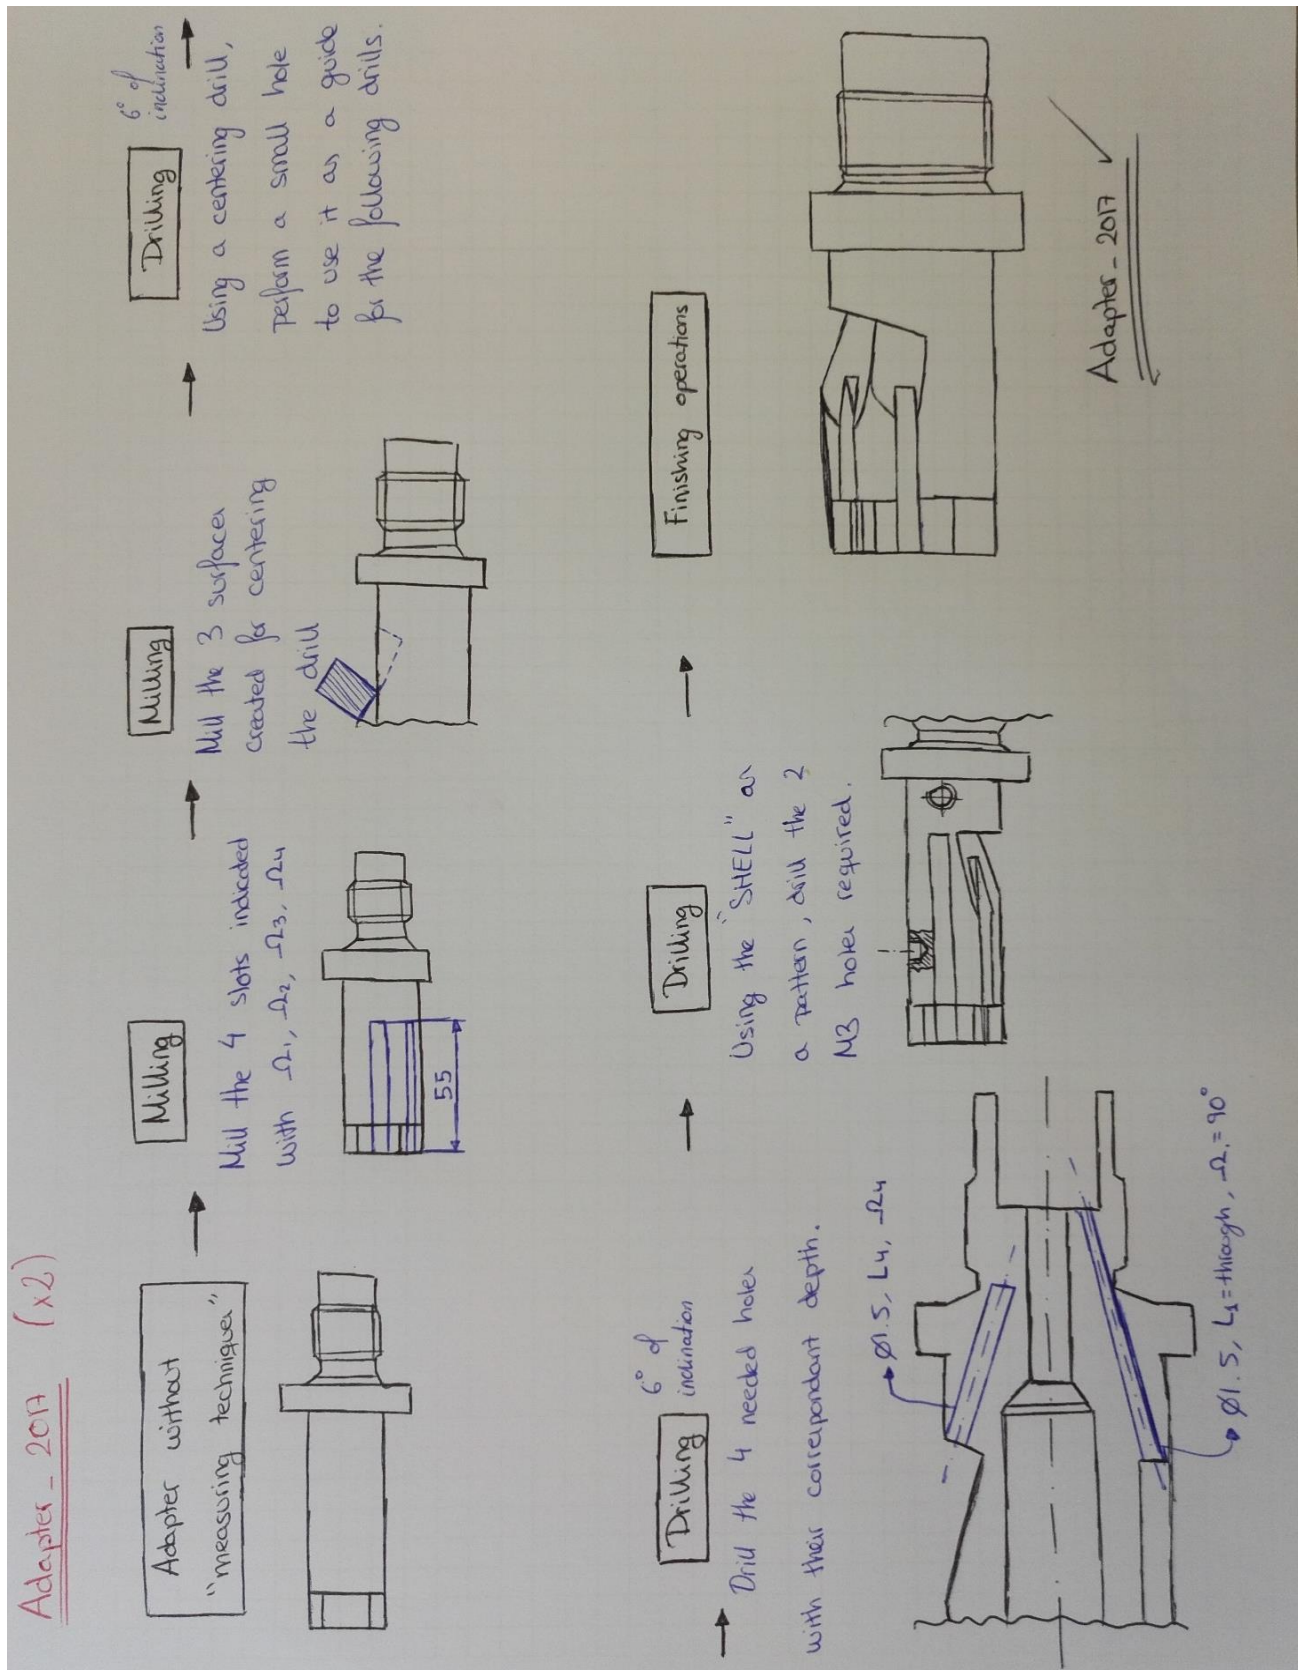 Adapter_2017 (x2)
Adapter without
"measuring technique"
Milling
Mill the 4 slots indicated
with Ω1, Ω2, Ω3, Ω4
55
Milling
Mill the 3 surfaces
created for centering
the drill
Drilling
6° of
inclination
Using a centering drill,
perform a small hole
to use it as a guide
for the following drills.
Drilling
6° of
inclination
Drill the 4 needed holes
with their correspondant depth.
Ø1.5, L4, Ω4
Ø1.5, L1=through, Ω1=90°
Drilling
Using the "SHELL" as
a pattern, drill the 2
M3 holes required.
Finishing operations
Adapter_2017